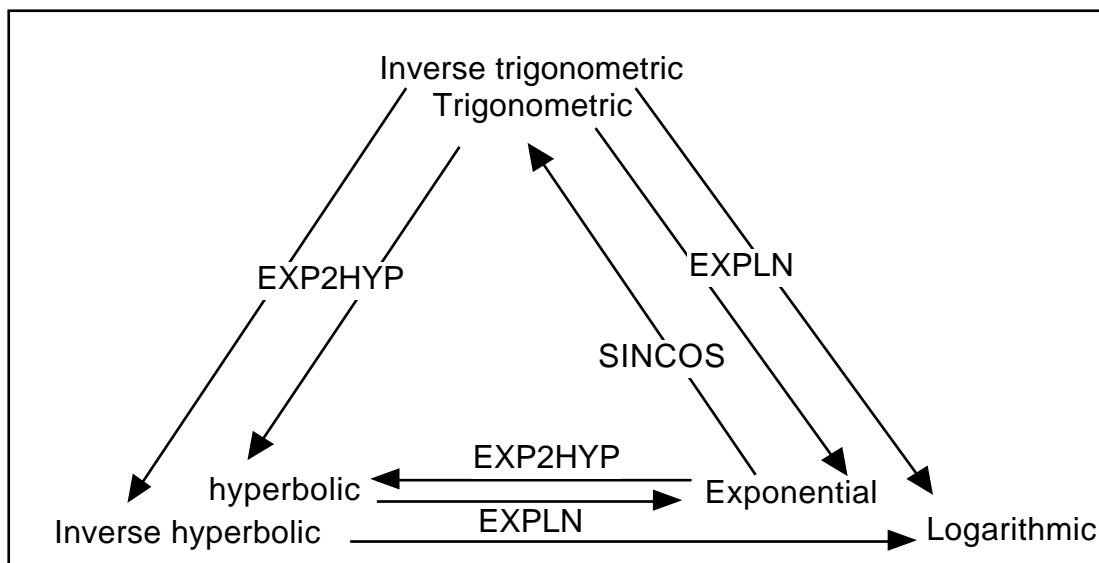 Inverse trigonometric
Trigonometric
EXP2HYP
EXPLN
SINCOS
EXP2HYP
hyperbolic
Exponential
EXPLN
Inverse hyperbolic
Logarithmic